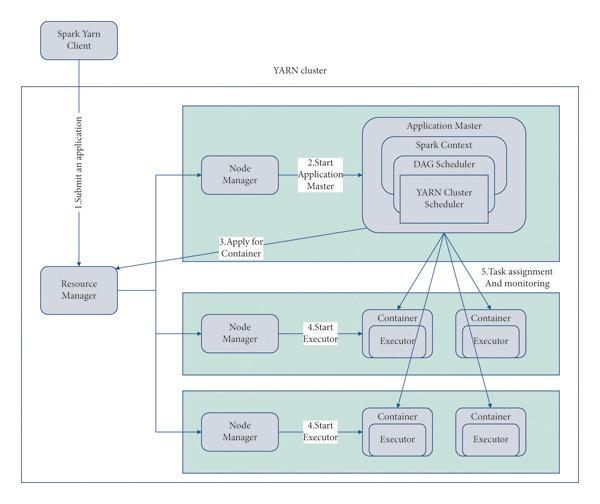 Spark Yarn
Client
YARN cluster
1.Submit an application
Application Master
Spark Context
DAG Scheduler
YARN Cluster
Scheduler
Node
Manager
2.Start
Application
Master
3.Apply for
Container
Resource
Manager
5.Task assignment
And monitoring
Node
Manager
4.Start
Executor
Container
Executor
Container
Executor
Node
Manager
4.Start
Executor
Container
Executor
Container
Executor